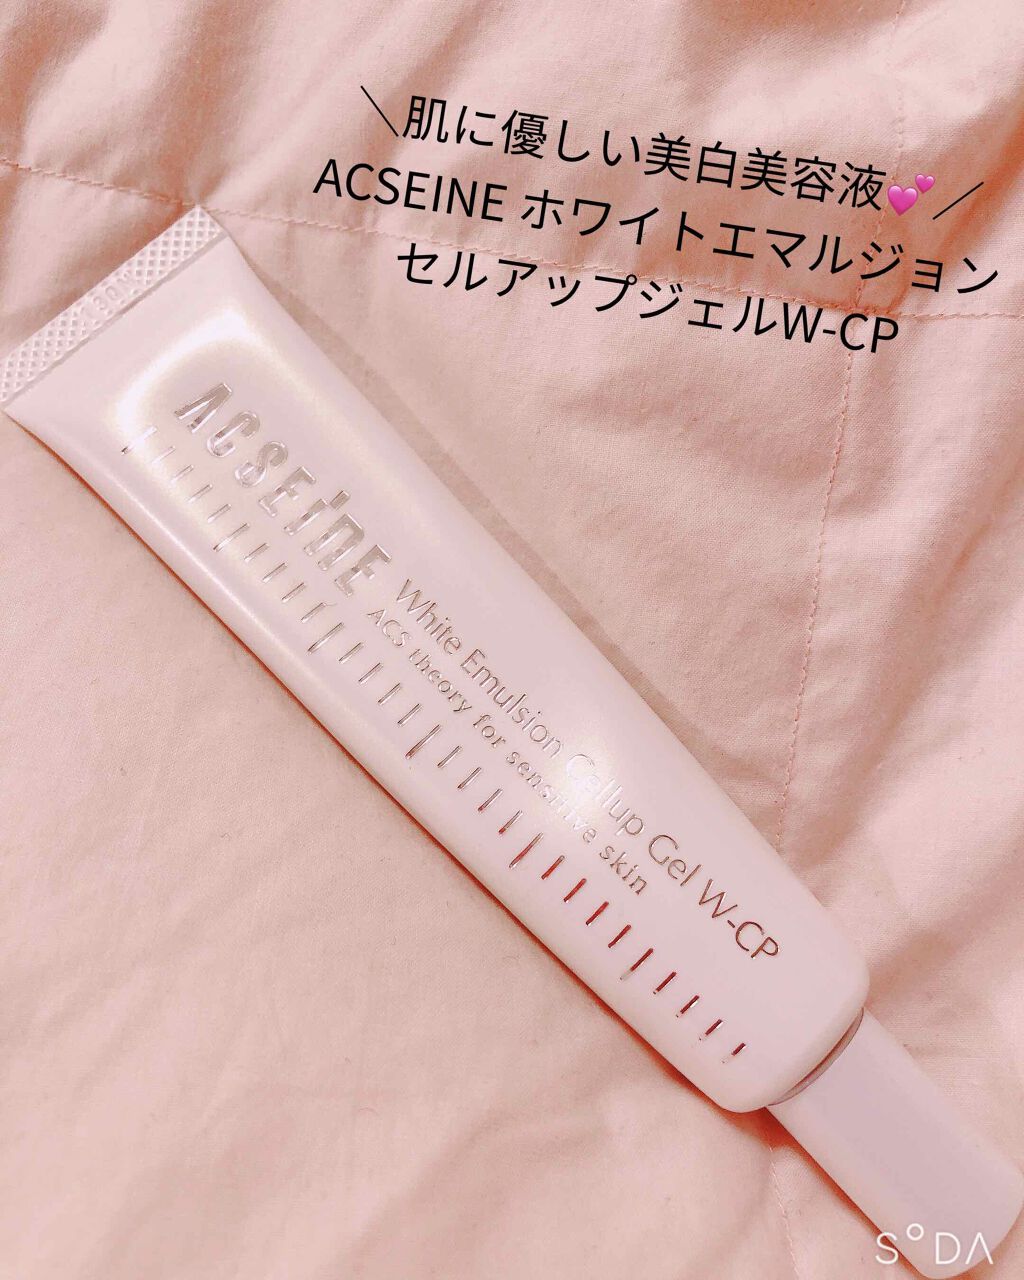 ＼肌に優しい美白美容液💕／
ACSEINE ホワイトエマルジョン
セルアップジェルW-CP
ACSEINE
White Emulsion Cellup Gel W-CP
ACS theory for sensitive skin
SODA